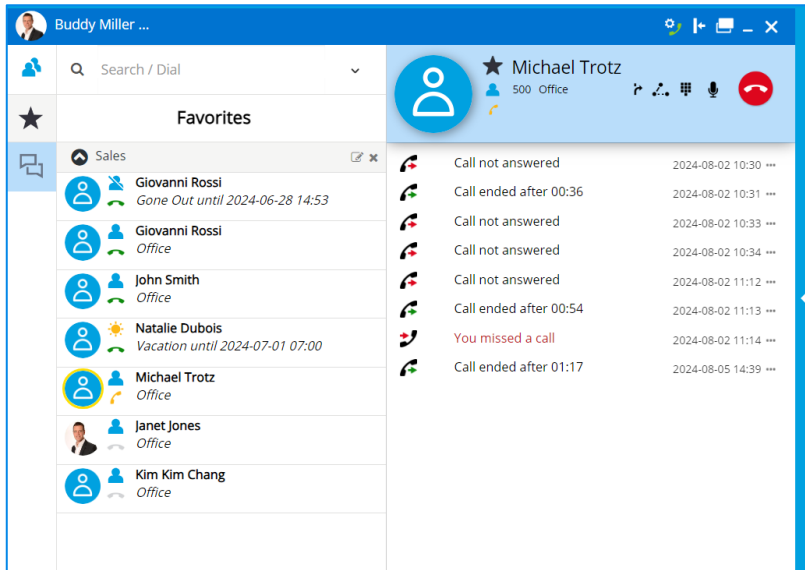 Buddy Miller ...
Search / Dial
Favorites
Sales
Giovanni Rossi
Gone Out until 2024-06-28 14:53
Giovanni Rossi
Office
John Smith
Office
Natalie Dubois
Vacation until 2024-07-01 07:00
Michael Trotz
Office
Janet Jones
Office
Kim Kim Chang
Office
Michael Trotz
500 Office
Call not answered 2024-08-02 10:30
Call ended after 00:36 2024-08-02 10:31
Call not answered 2024-08-02 10:33
Call not answered 2024-08-02 10:34
Call not answered 2024-08-02 11:12
Call ended after 00:54 2024-08-02 11:13
You missed a call 2024-08-02 11:14
Call ended after 01:17 2024-08-05 14:39